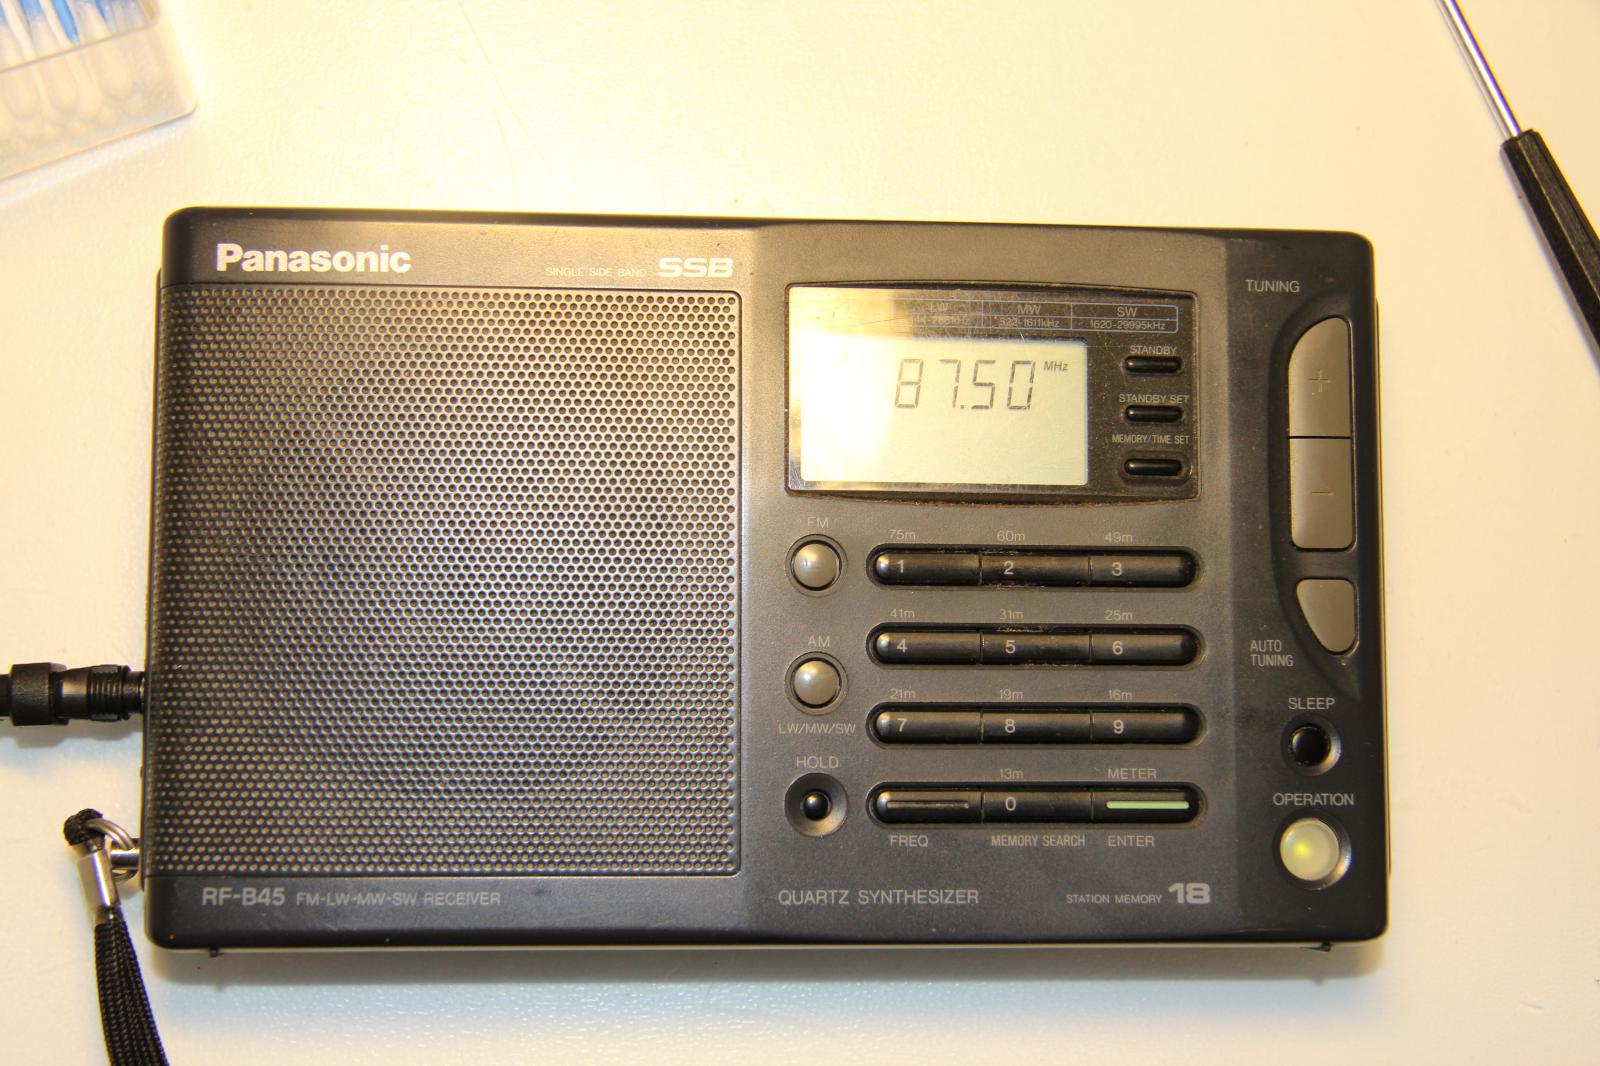 Panasonic
SINGLE SIDE BAND SSB
LW MW SW
522-1611kHz 1620-29995kHz
TUNING
STANDBY
87.50 MHz
STANDBY SET
MEMORY/TIME SET
+
−
FM
75m 60m 49m
1 2 3
41m 31m 25m
AM
4 5 6
AUTO
TUNING
21m 19m 16m
SLEEP
LW/MW/SW
7 8 9
HOLD
13m METER
0
OPERATION
FREQ MEMORY SEARCH ENTER
RF-B45 FM-LW-MW-SW RECEIVER
QUARTZ SYNTHESIZER
STATION MEMORY 18